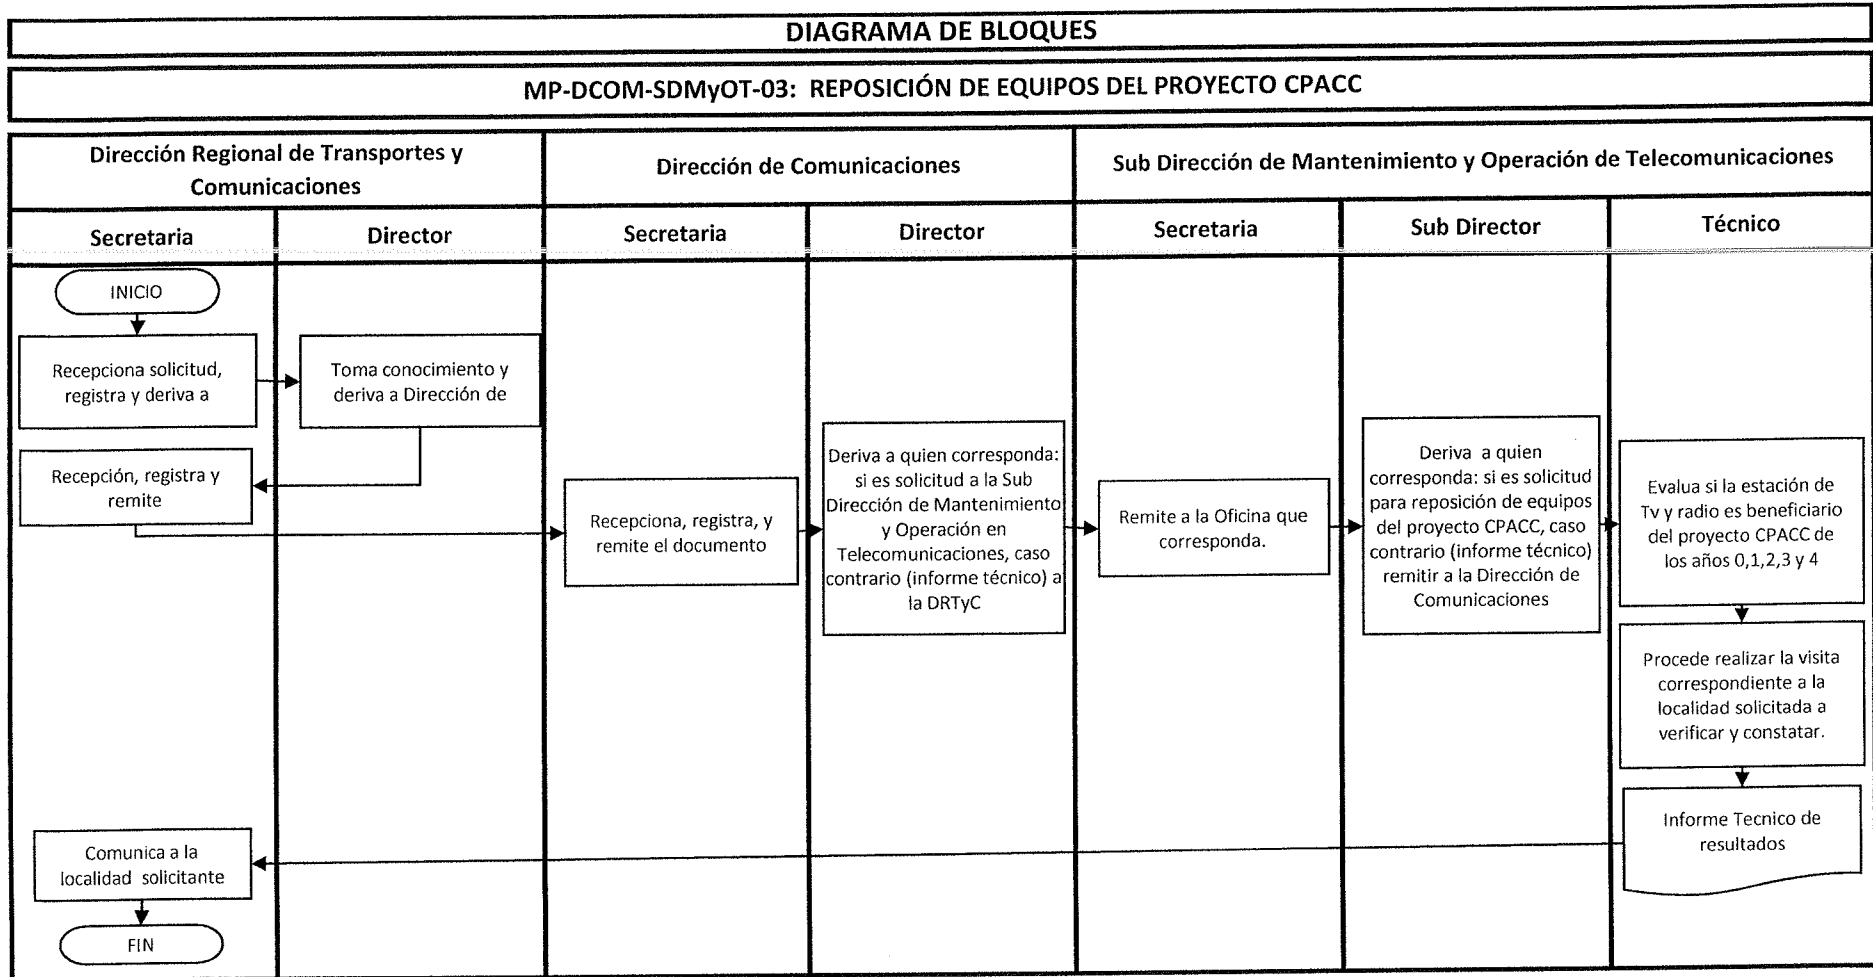 DIAGRAMA DE BLOQUES
MP-DCOM-SDMyOT-03: REPOSICIÓN DE EQUIPOS DEL PROYECTO CPACC
Dirección Regional de Transportes y
Comunicaciones
Dirección de Comunicaciones
Sub Dirección de Mantenimiento y Operación de Telecomunicaciones
Secretaria
Director
Secretaria
Director
Secretaria
Sub Director
Técnico
INICIO
Recepciona solicitud,
registra y deriva a
Toma conocimiento y
deriva a Dirección de
Recepción, registra y
remite
Recepciona, registra, y
remite el documento
Deriva a quien corresponda:
si es solicitud a la Sub
Dirección de Mantenimiento
y Operación en
Telecomunicaciones, caso
contrario (informe técnico) a
la DRTyC
Remite a la Oficina que
corresponda.
Deriva a quien
corresponda: si es solicitud
para reposición de equipos
del proyecto CPACC, caso
contrario (informe técnico)
remitir a la Dirección de
Comunicaciones
Evalua si la estación de
Tv y radio es beneficiario
del proyecto CPACC de
los años 0,1,2,3 y 4
Procede realizar la visita
correspondiente a la
localidad solicitada a
verificar y constatar.
Informe Tecnico de
resultados
Comunica a la
localidad solicitante
FIN